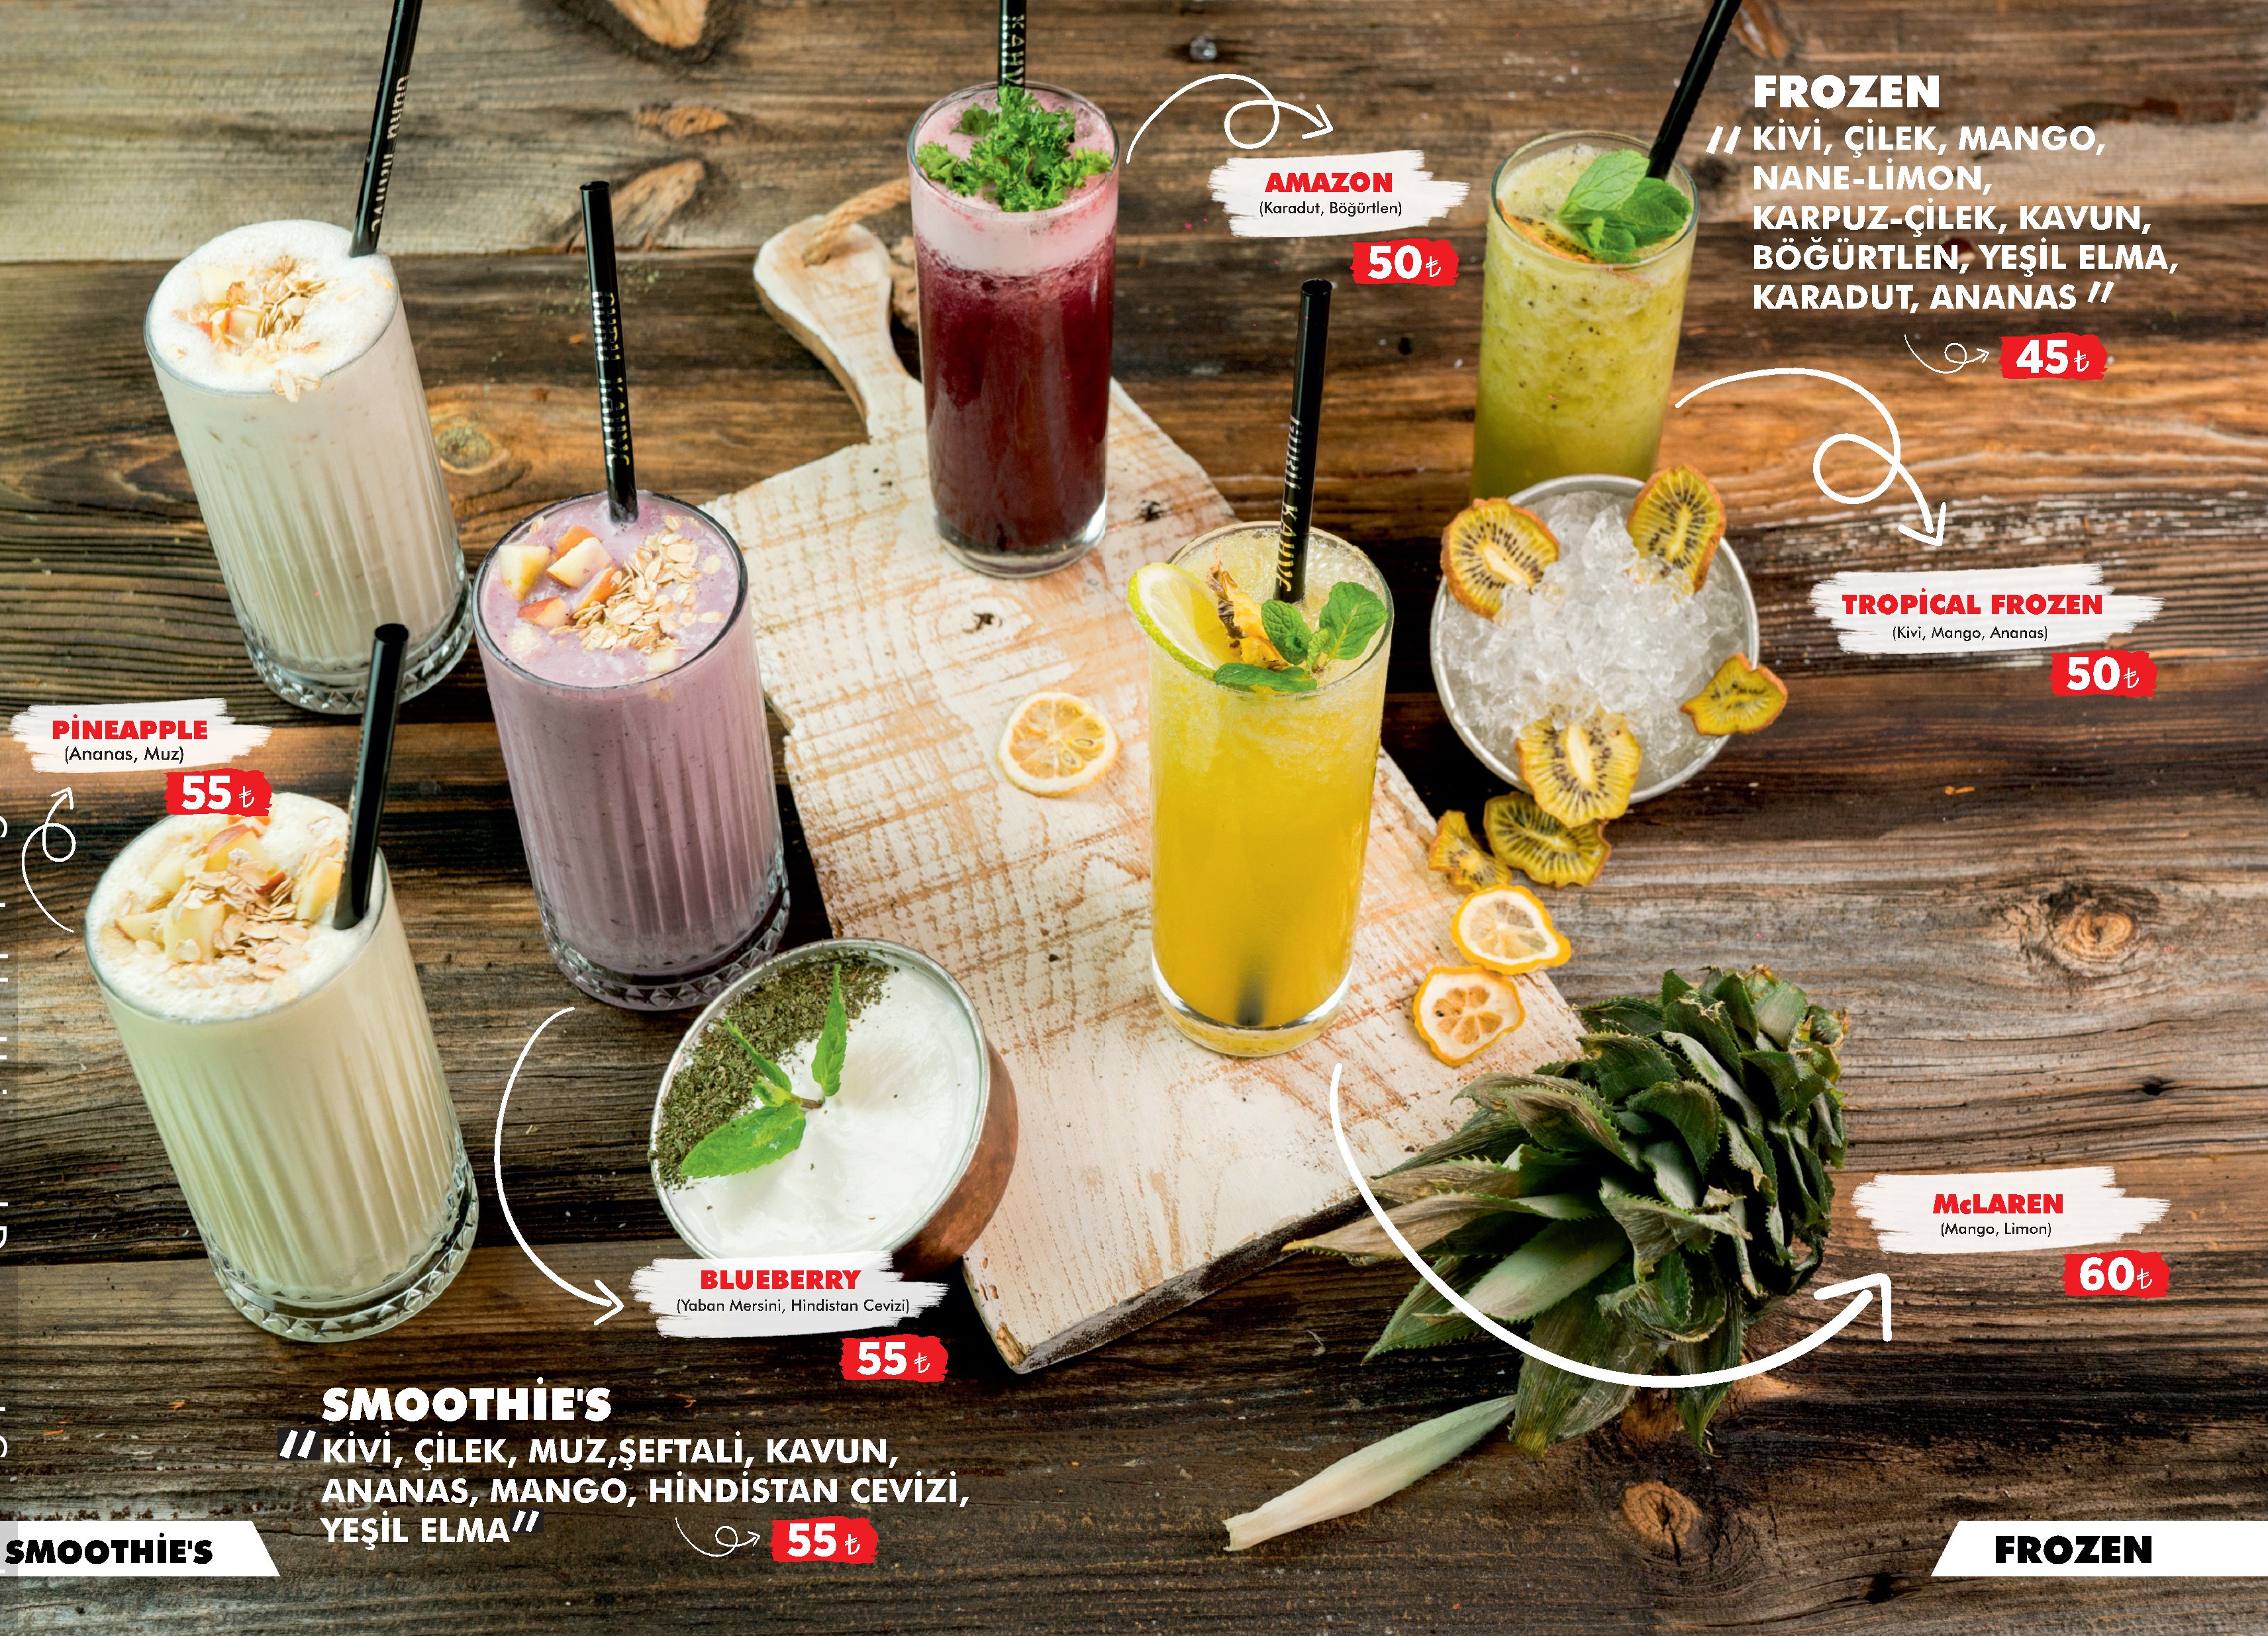 AMAZON
(Karadut, Böğürtlen)
50₺
FROZEN
"KİVİ, ÇİLEK, MANGO,
NANE-LİMON,
KARPUZ-ÇİLEK, KAVUN,
BÖĞÜRTLEN, YEŞİL ELMA,
KARADUT, ANANAS"
45₺
TROPİCAL FROZEN
(Kivi, Mango, Ananas)
50₺
PİNEAPPLE
(Ananas, Muz)
55₺
McLAREN
(Mango, Limon)
60₺
BLUEBERRY
(Yaban Mersini, Hindistan Cevizi)
55₺
SMOOTHİE'S
"KİVİ, ÇİLEK, MUZ,ŞEFTALİ, KAVUN,
ANANAS, MANGO, HİNDİSTAN CEVİZİ,
YEŞİL ELMA"
55₺
SMOOTHİE'S
FROZEN